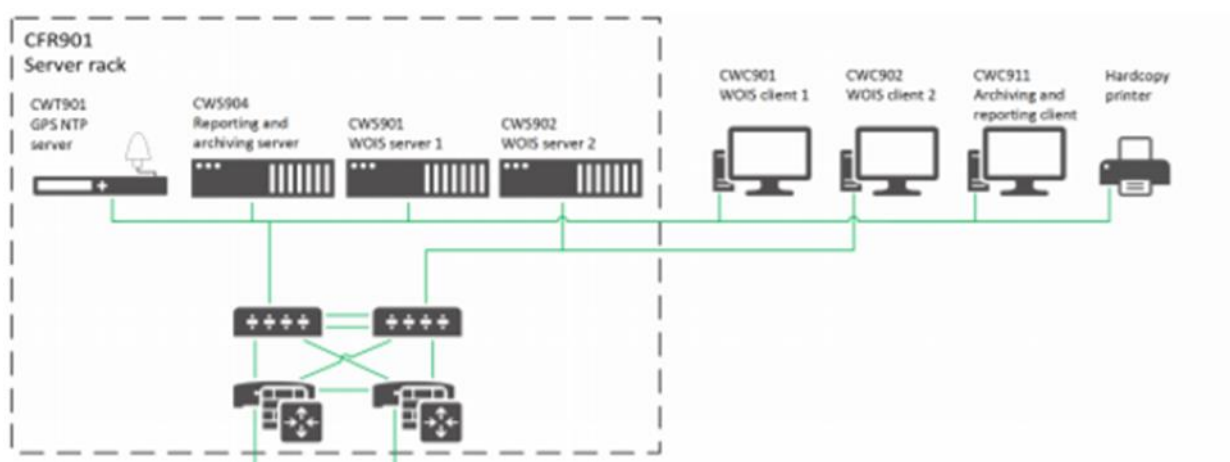 CFR901
Server rack
CWT901
GPS NTP
server
CWS904
Reporting and
archiving server
CWS901
WOIS server 1
CWS902
WOIS server 2
CWC901
WOIS client 1
CWC902
WOIS client 2
CWC911
Archiving and
reporting client
Hardcopy
printer